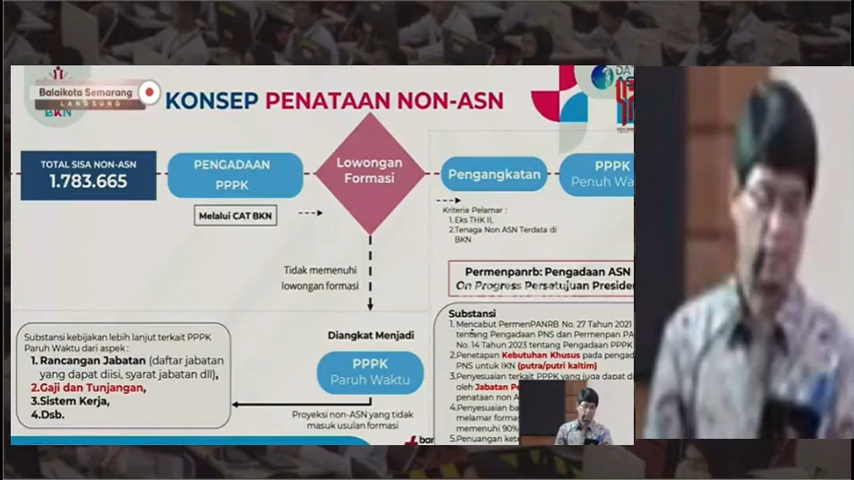 Balaikota Semarang
LANGSUNG
BKN
KONSEP PENATAAN NON-ASN
TOTAL SISA NON-ASN
1.783.665
PENGADAAN
PPPK
Melalui CAT BKN
Lowongan
Formasi
Pengangkatan
PPPK
Penuh Wa
Kriteria Pelamar :
1.Eks THK II,
2.Tenaga Non ASN Terdata di
BKN
Tidak memenuhi
lowongan formasi
Permenpanrb: Pengadaan ASN
On Progress Persetujuan Presiden
Diangkat Menjadi
PPPK
Paruh Waktu
Proyeksi non-ASN yang tidak
masuk usulan formasi
Substansi kebijakan lebih lanjut terkait PPPK
Paruh Waktu dari aspek :
1. Rancangan Jabatan (daftar jabatan
yang dapat diisi, syarat jabatan dll),
2.Gaji dan Tunjangan,
3.Sistem Kerja,
4.Dsb.
Substansi
1. Mencabut PermenPANRB No. 27 Tahun 2021
tentang Pengadaan PNS dan Permenpan PA
No. 14 Tahun 2023 tentang Pengadaan PPPK
2.Penetapan Kebutuhan Khusus pada pengad
PNS untuk IKN (putra/putri kaltim)
3.Penyesuaian terkait PPPK yang juga dapat d
oleh Jabatan Pe
penataan non A
4.Penyesuaian ba
melamar formas
memenuhi 90%
5.Penuangan kete